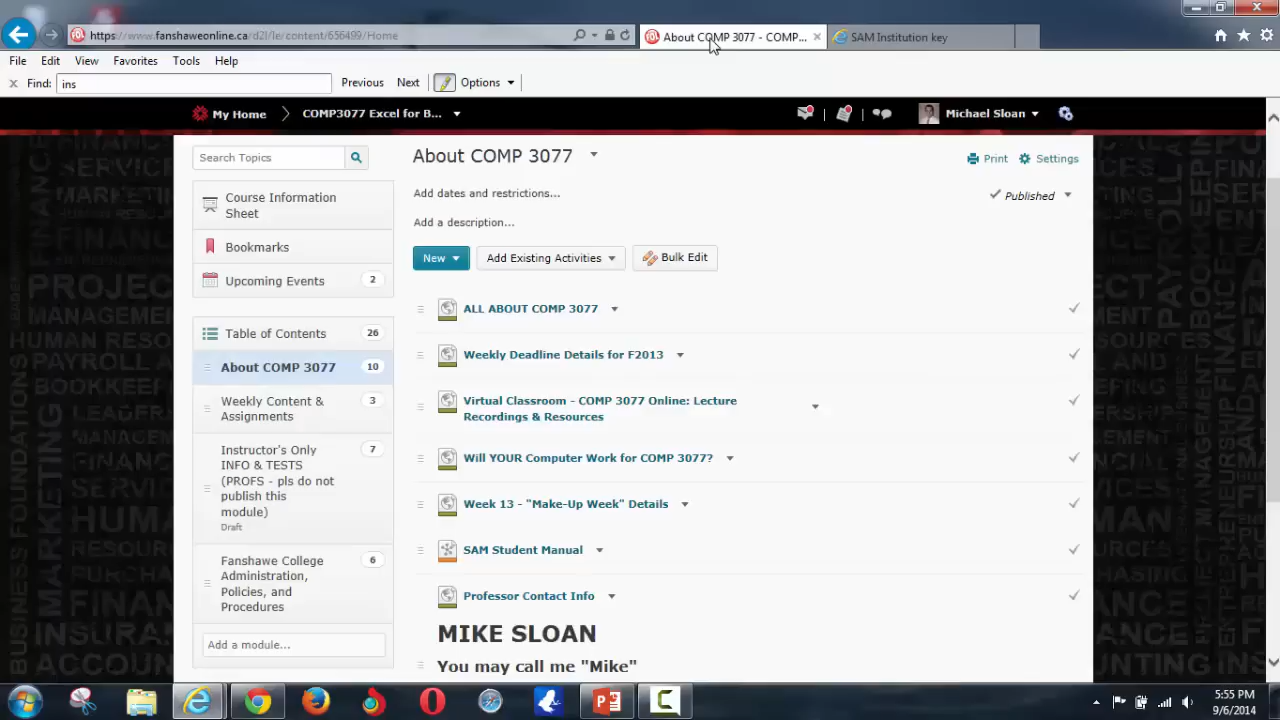 https://www.fanshaweonline.ca/d2l/le/content/656499/Home
About COMP 3077 - COMP...
SAM Institution key
File Edit View Favorites Tools Help
Find: ins Previous Next Options
My Home COMP3077 Excel for B... Michael Sloan
Search Topics
Course Information Sheet
Bookmarks
Upcoming Events 2
Table of Contents 26
About COMP 3077 10
Weekly Content &
Assignments
3
Instructor's Only
INFO & TESTS
(PROFS - pls do not
publish this
module)
Draft
7
Fanshawe College
Administration,
Policies, and
Procedures
6
Add a module...
About COMP 3077
Print Settings
Add dates and restrictions...
Published
Add a description...
New Add Existing Activities Bulk Edit
ALL ABOUT COMP 3077
Weekly Deadline Details for F2013
Virtual Classroom - COMP 3077 Online: Lecture
Recordings & Resources
Will YOUR Computer Work for COMP 3077?
Week 13 - "Make-Up Week" Details
SAM Student Manual
Professor Contact Info
MIKE SLOAN
You may call me "Mike"
5:55 PM
9/6/2014